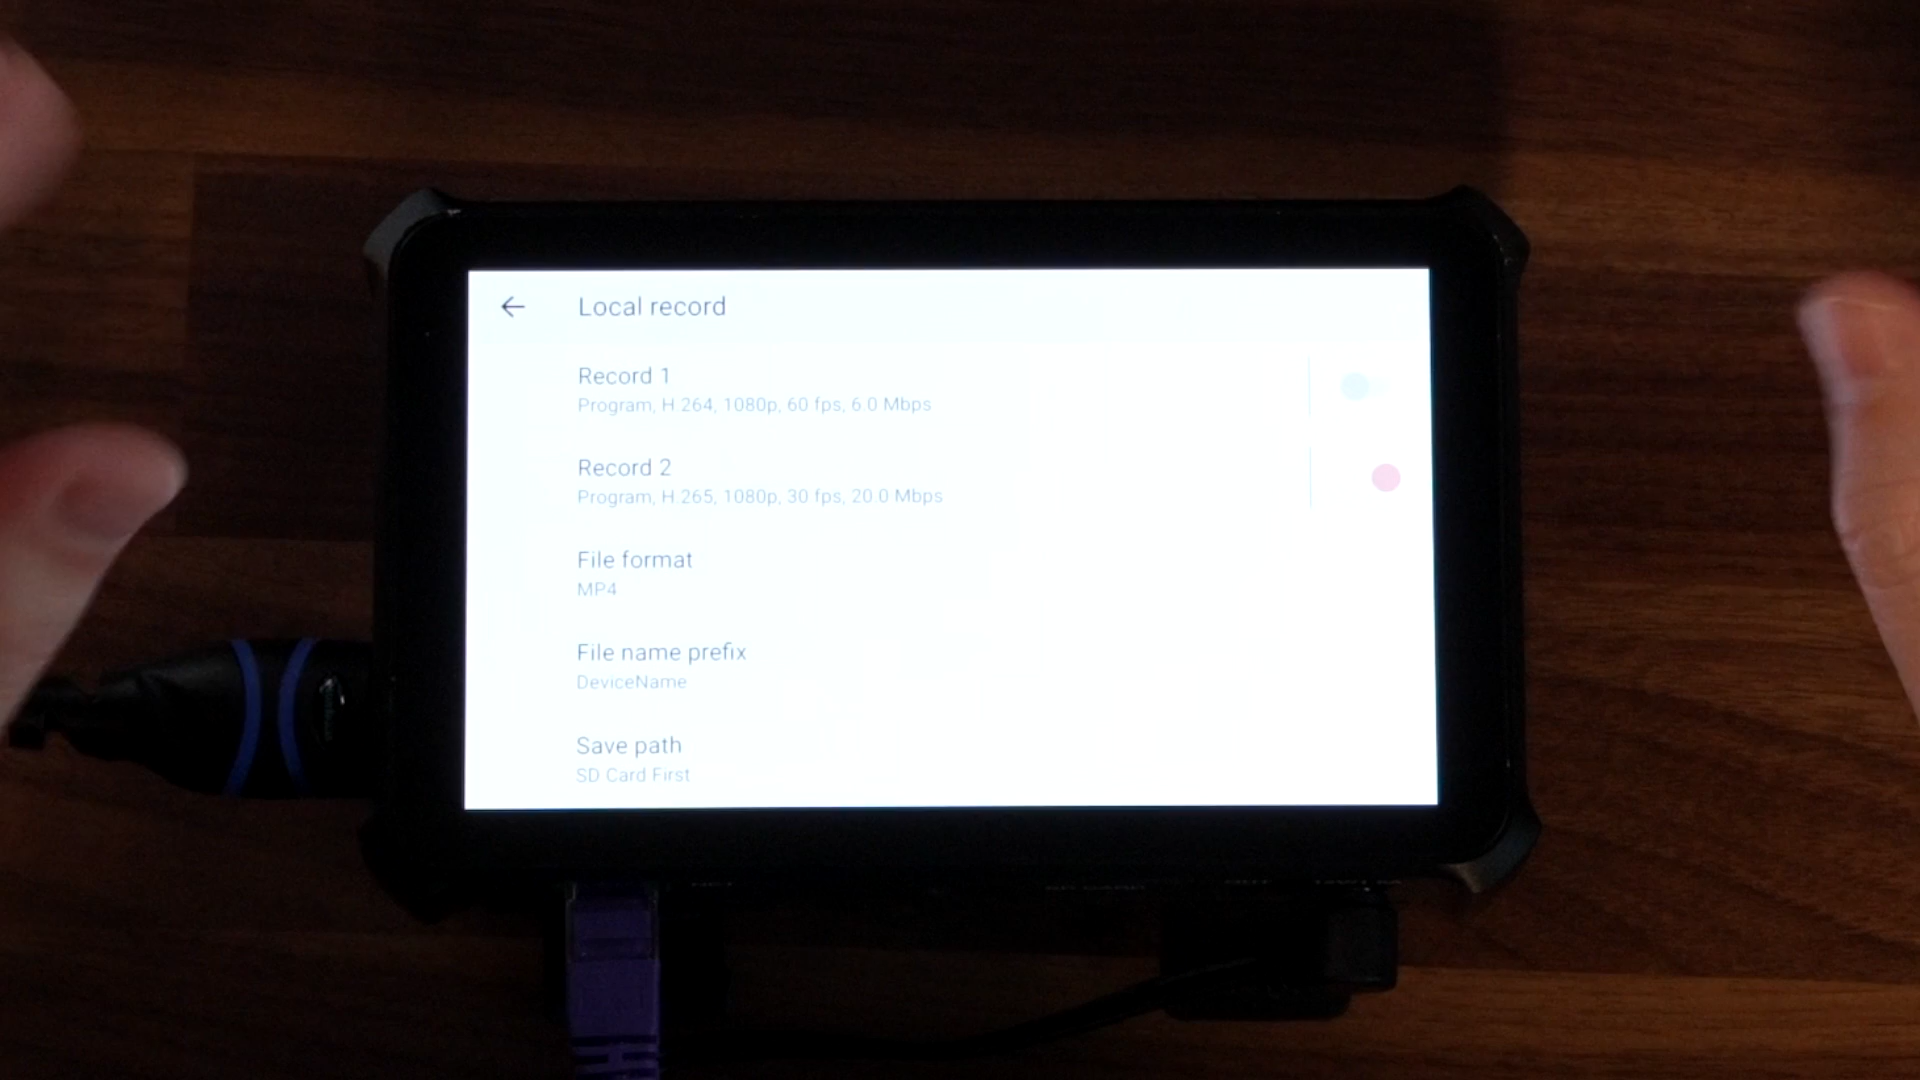 Local record
Record 1
Program, H.264, 1080p, 60 fps, 6.0 Mbps
Record 2
Program, H.265, 1080p, 30 fps, 20.0 Mbps
File format
MP4
File name prefix
DeviceName
Save path
SD Card First